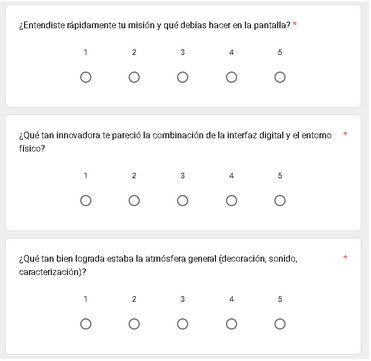 ¿Entendiste rápidamente tu misión y qué debías hacer en la pantalla? *
1 2 3 4 5
¿Qué tan innovadora te pareció la combinación de la interfaz digital y el entorno *
físico?
1 2 3 4 5
¿Qué tan bien lograda estaba la atmósfera general (decoración, sonido, *
caracterización)?
1 2 3 4 5